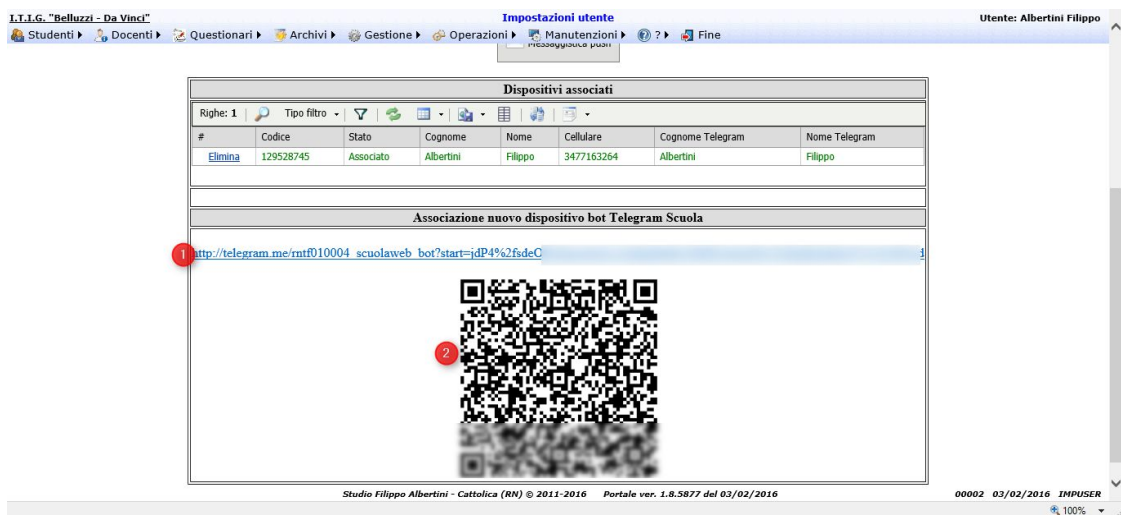 I.T.I.G. "Belluzzi - Da Vinci" Impostazioni utente Utente: Albertini Filippo
Studenti Docenti Questionari Archivi Gestione Operazioni Manutenzioni ? Fine
Messaggistica push
Dispositivi associati
Righe: 1 Tipo filtro
# Codice Stato Cognome Nome Cellulare Cognome Telegram Nome Telegram
Elimina 129528745 Associato Albertini Filippo 3477163264 Albertini Filippo
Associazione nuovo dispositivo bot Telegram Scuola
1 http://telegram.me/rntf010004_scuolaweb_bot?start=jdP4%2fsdeO
2
Studio Filippo Albertini - Cattolica (RN) © 2011-2016 Portale ver. 1.8.5877 del 03/02/2016 00002 03/02/2016 IMPUSER
100%